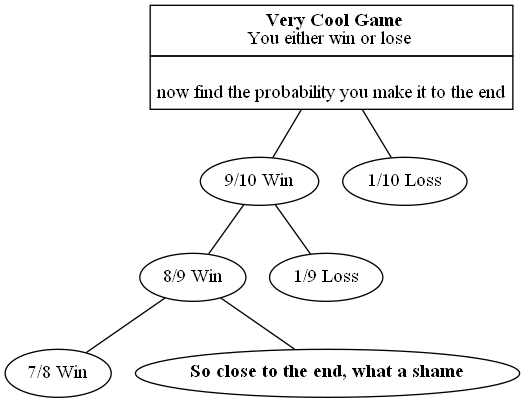 Very Cool Game
You either win or lose
now find the probability you make it to the end
9/10 Win
1/10 Loss
8/9 Win
1/9 Loss
7/8 Win
So close to the end, what a shame